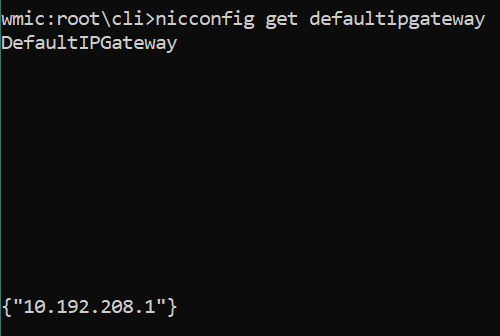 wmic:root\cli>nicconfig get defaultipgateway
DefaultIPGateway
{"10.192.208.1"}